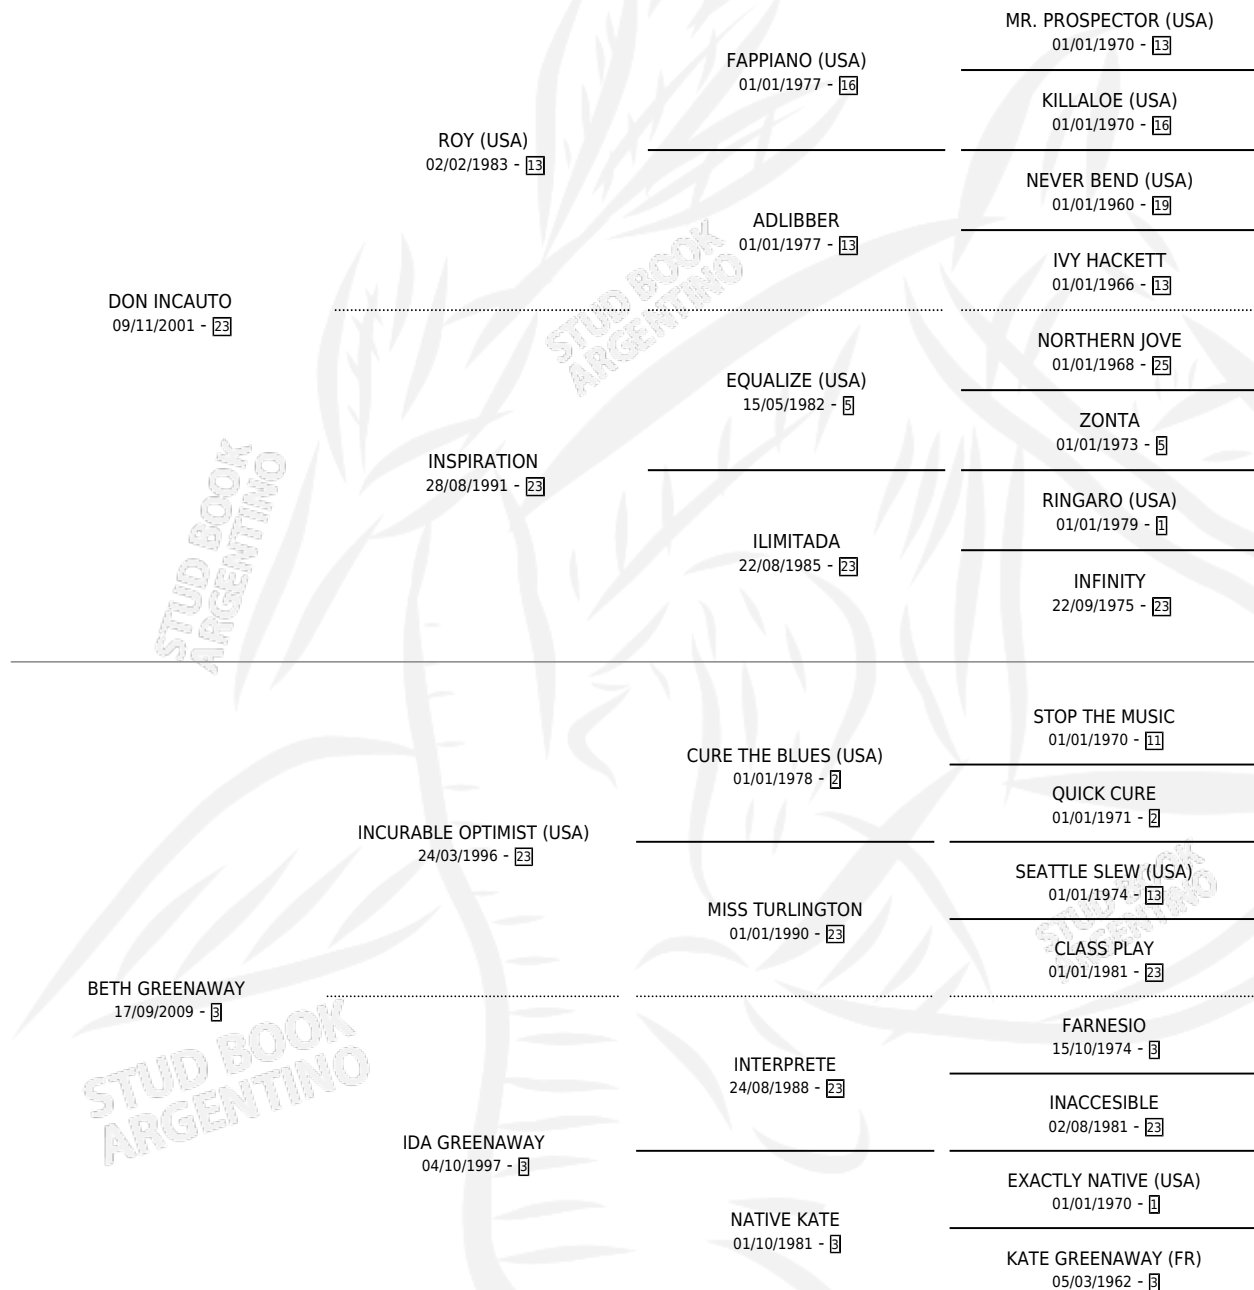 MR. PROSPECTOR (USA)
01/01/1970 - 13
FAPPIANO (USA)
01/01/1977 - 16
KILLALOE (USA)
01/01/1970 - 16
ROY (USA)
02/02/1983 - 13
NEVER BEND (USA)
01/01/1960 - 19
ADLIBBER
01/01/1977 - 13
IVY HACKETT
01/01/1966 - 13
DON INCAUTO
09/11/2001 - 23
STUD BOOK
ARGENTINO
NORTHERN JOVE
01/01/1968 - 25
EQUALIZE (USA)
15/05/1982 - 5
ZONTA
01/01/1973 - 5
INSPIRATION
28/08/1991 - 23
RINGARO (USA)
01/01/1979 - 1
ILIMITADA
22/08/1985 - 23
INFINITY
22/09/1975 - 23
STUD BOOK
ARGENTINO
STOP THE MUSIC
01/01/1970 - 11
CURE THE BLUES (USA)
01/01/1978 - 2
QUICK CURE
01/01/1971 - 2
INCURABLE OPTIMIST (USA)
24/03/1996 - 23
SEATTLE SLEW (USA)
01/01/1974 - 13
MISS TURLINGTON
01/01/1990 - 23
CLASS PLAY
01/01/1981 - 23
STUD BOOK
ARGENTINO
BETH GREENAWAY
17/09/2009 - 3
FARNESIO
15/10/1974 - 3
INTERPRETE
24/08/1988 - 23
INACCESIBLE
02/08/1981 - 23
IDA GREENAWAY
04/10/1997 - 3
EXACTLY NATIVE (USA)
01/01/1970 - 1
NATIVE KATE
01/10/1981 - 3
KATE GREENAWAY (FR)
05/03/1962 - 3
STUD BOOK
ARGENTINO